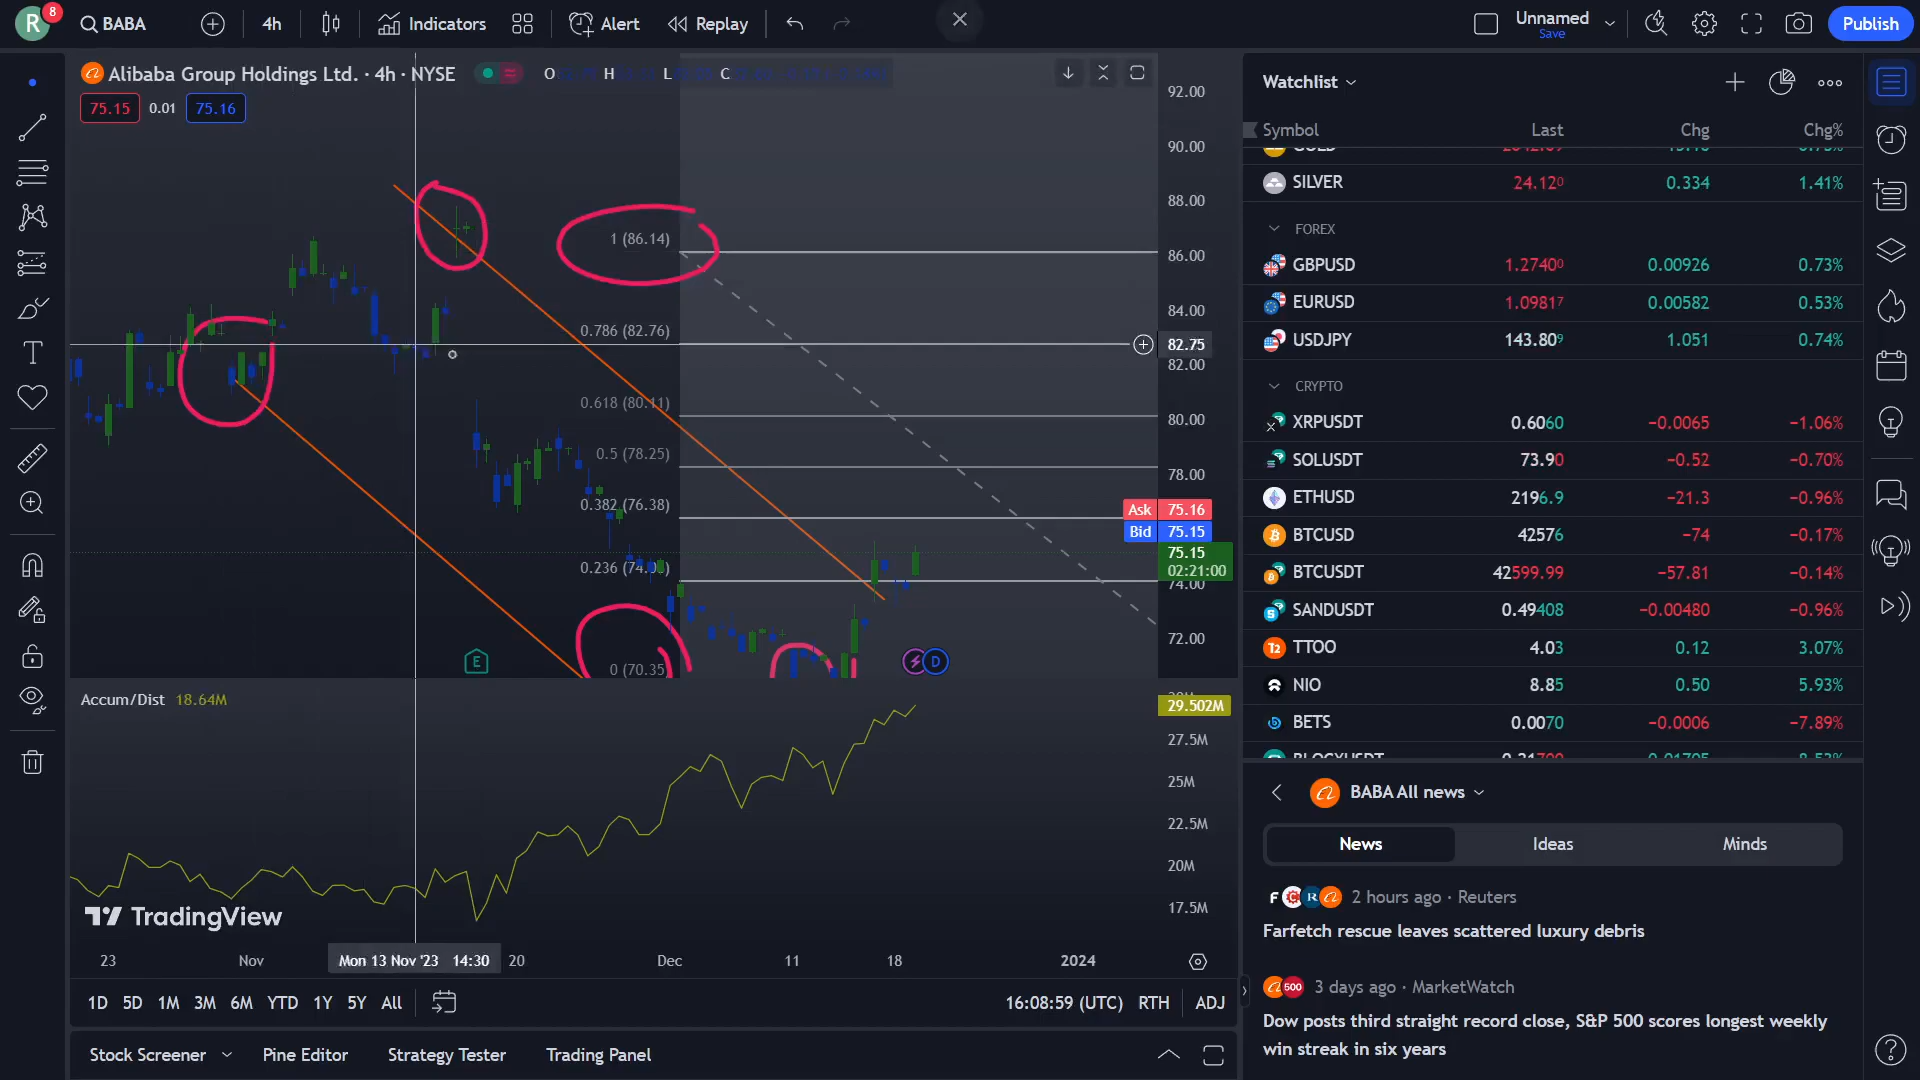 R
8
BABA
4h
Indicators
Alert
Replay
Unnamed
Save
Publish
Alibaba Group Holdings Ltd. · 4h · NYSE
O
H
L
C
75.15
0.01
75.16
1 (86.14)
0.786 (82.76)
0.618 (80.11)
0.5 (78.25)
0.382 (76.38)
0.236 (74.
0 (70.35
E
D
92.00
90.00
88.00
86.00
84.00
82.75
82.00
80.00
78.00
Ask 75.16
Bid 75.15
75.15
02:21:00
74.00
72.00
Accum/Dist 18.64M
29.502M
27.5M
25M
22.5M
20M
17.5M
TradingView
23
Nov
Mon 13 Nov '23 14:30
20
Dec
11
18
2024
1D 5D 1M 3M 6M YTD 1Y 5Y All
16:08:59 (UTC) RTH ADJ
Stock Screener
Pine Editor
Strategy Tester
Trading Panel
Watchlist
Symbol Last Chg Chg%
SILVER 24.120 0.334 1.41%
FOREX
GBPUSD 1.27400 0.00926 0.73%
EURUSD 1.09817 0.00582 0.53%
USDJPY 143.809 1.051 0.74%
CRYPTO
XRPUSDT 0.6060 −0.0065 −1.06%
SOLUSDT 73.90 −0.52 −0.70%
ETHUSD 2196.9 −21.3 −0.96%
BTCUSD 42576 −74 −0.17%
BTCUSDT 42599.99 −57.81 −0.14%
SANDUSDT 0.49408 −0.00480 −0.96%
TTOO 4.03 0.12 3.07%
NIO 8.85 0.50 5.93%
BETS 0.0070 −0.0006 −7.89%
BABA All news
News
Ideas
Minds
2 hours ago · Reuters
Farfetch rescue leaves scattered luxury debris
500
3 days ago · MarketWatch
Dow posts third straight record close, S&P 500 scores longest weekly
win streak in six years